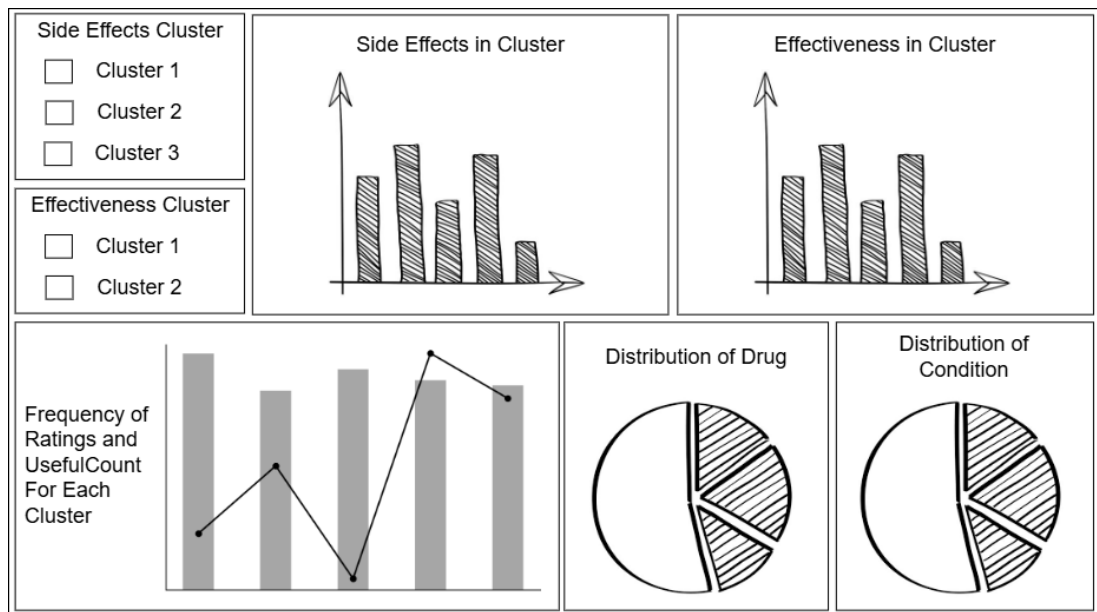 Side Effects Cluster
Cluster 1
Cluster 2
Cluster 3
Effectiveness Cluster
Cluster 1
Cluster 2
Side Effects in Cluster
Effectiveness in Cluster
Frequency of
Ratings and
UsefulCount
For Each
Cluster
Distribution of Drug
Distribution of
Condition